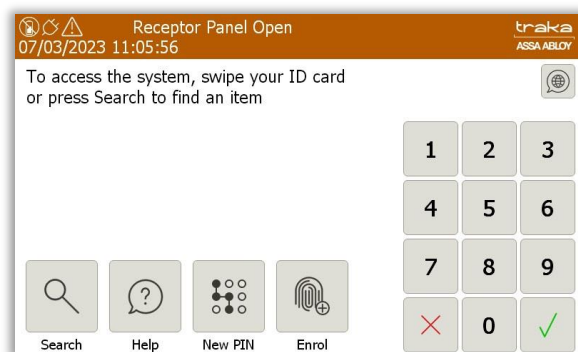 Receptor Panel Open
traka
07/03/2023 11:05:56
ASSA ABLOY
To access the system, swipe your ID card
or press Search to find an item
1 2 3
4 5 6
7 8 9
0
Search Help New PIN Enrol